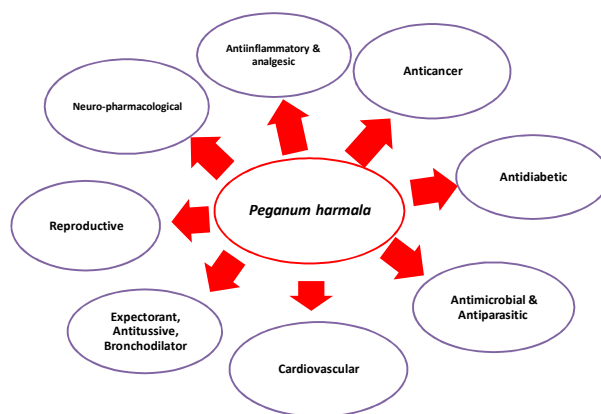 Antiinflammatory &
analgesic
Anticancer
Neuro-pharmacological
Antidiabetic
Peganum harmala
Reproductive
Antimicrobial &
Antiparasitic
Expectorant,
Antitussive,
Bronchodilator
Cardiovascular